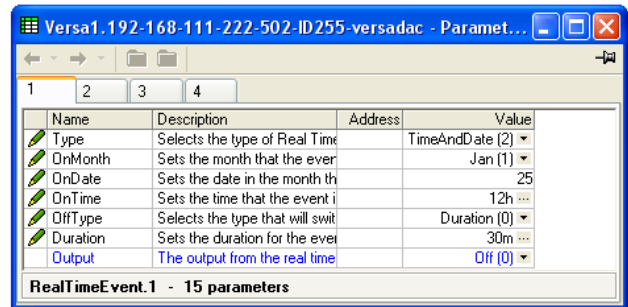 Versa1.192-168-111-222-502-ID255-versadac - Paramet...
1 2 3 4
Name Description Address Value
Type Selects the type of Real Time TimeAndDate (2)
OnMonth Sets the month that the even Jan (1)
OnDate Sets the date in the month th 25
OnTime Sets the time that the event i 12h ...
OffType Selects the type that will swit Duration (0)
Duration Sets the duration for the ever 30m ...
Output The output from the real time Off (0)
RealTimeEvent.1 - 15 parameters